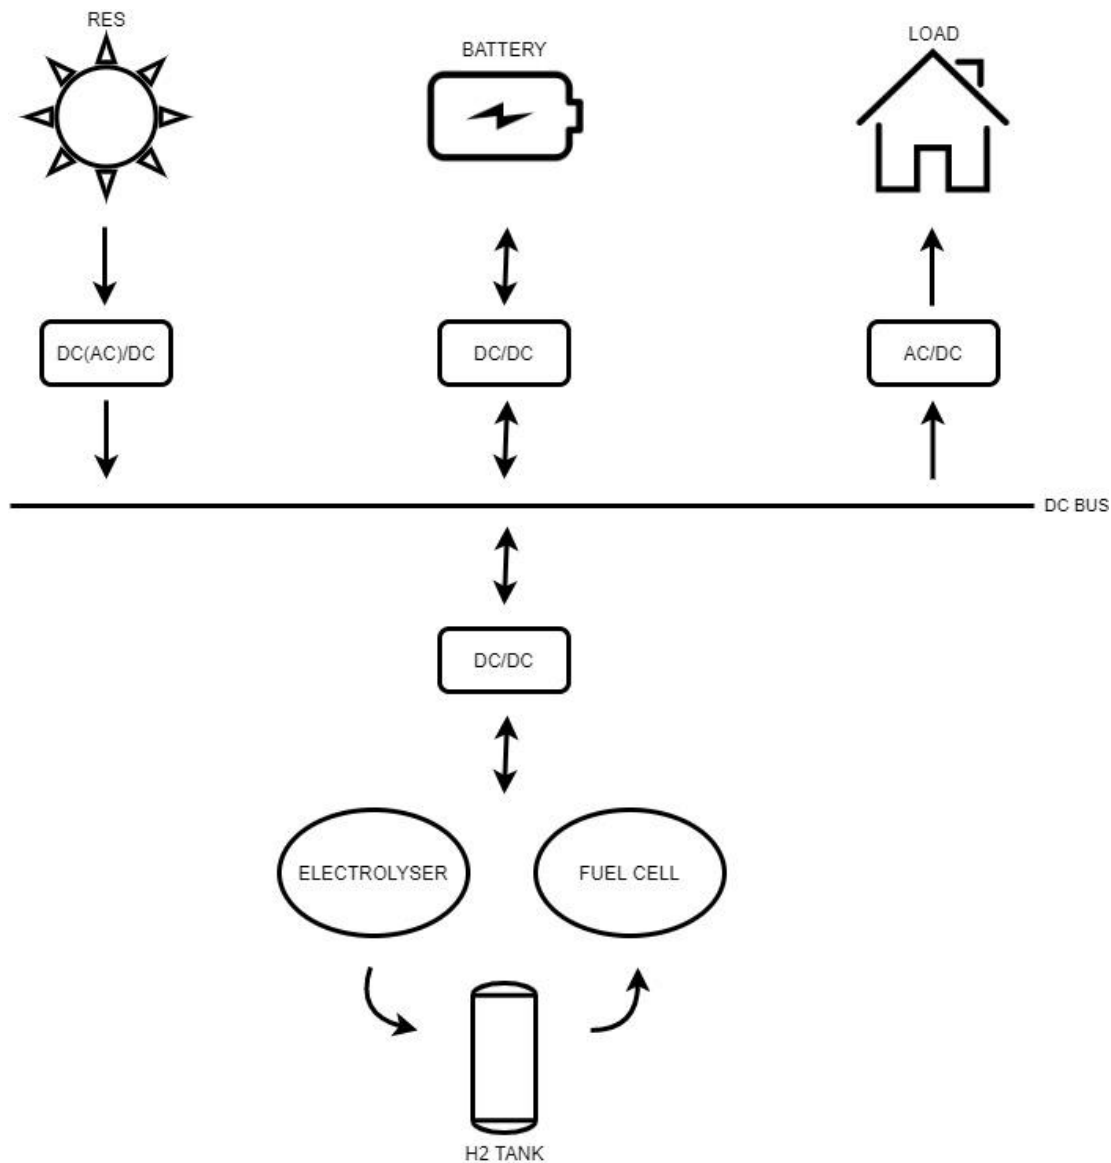 RES
BATTERY
LOAD
DC(AC)/DC
DC/DC
AC/DC
DC BUS
DC/DC
ELECTROLYSER
FUEL CELL
H2 TANK